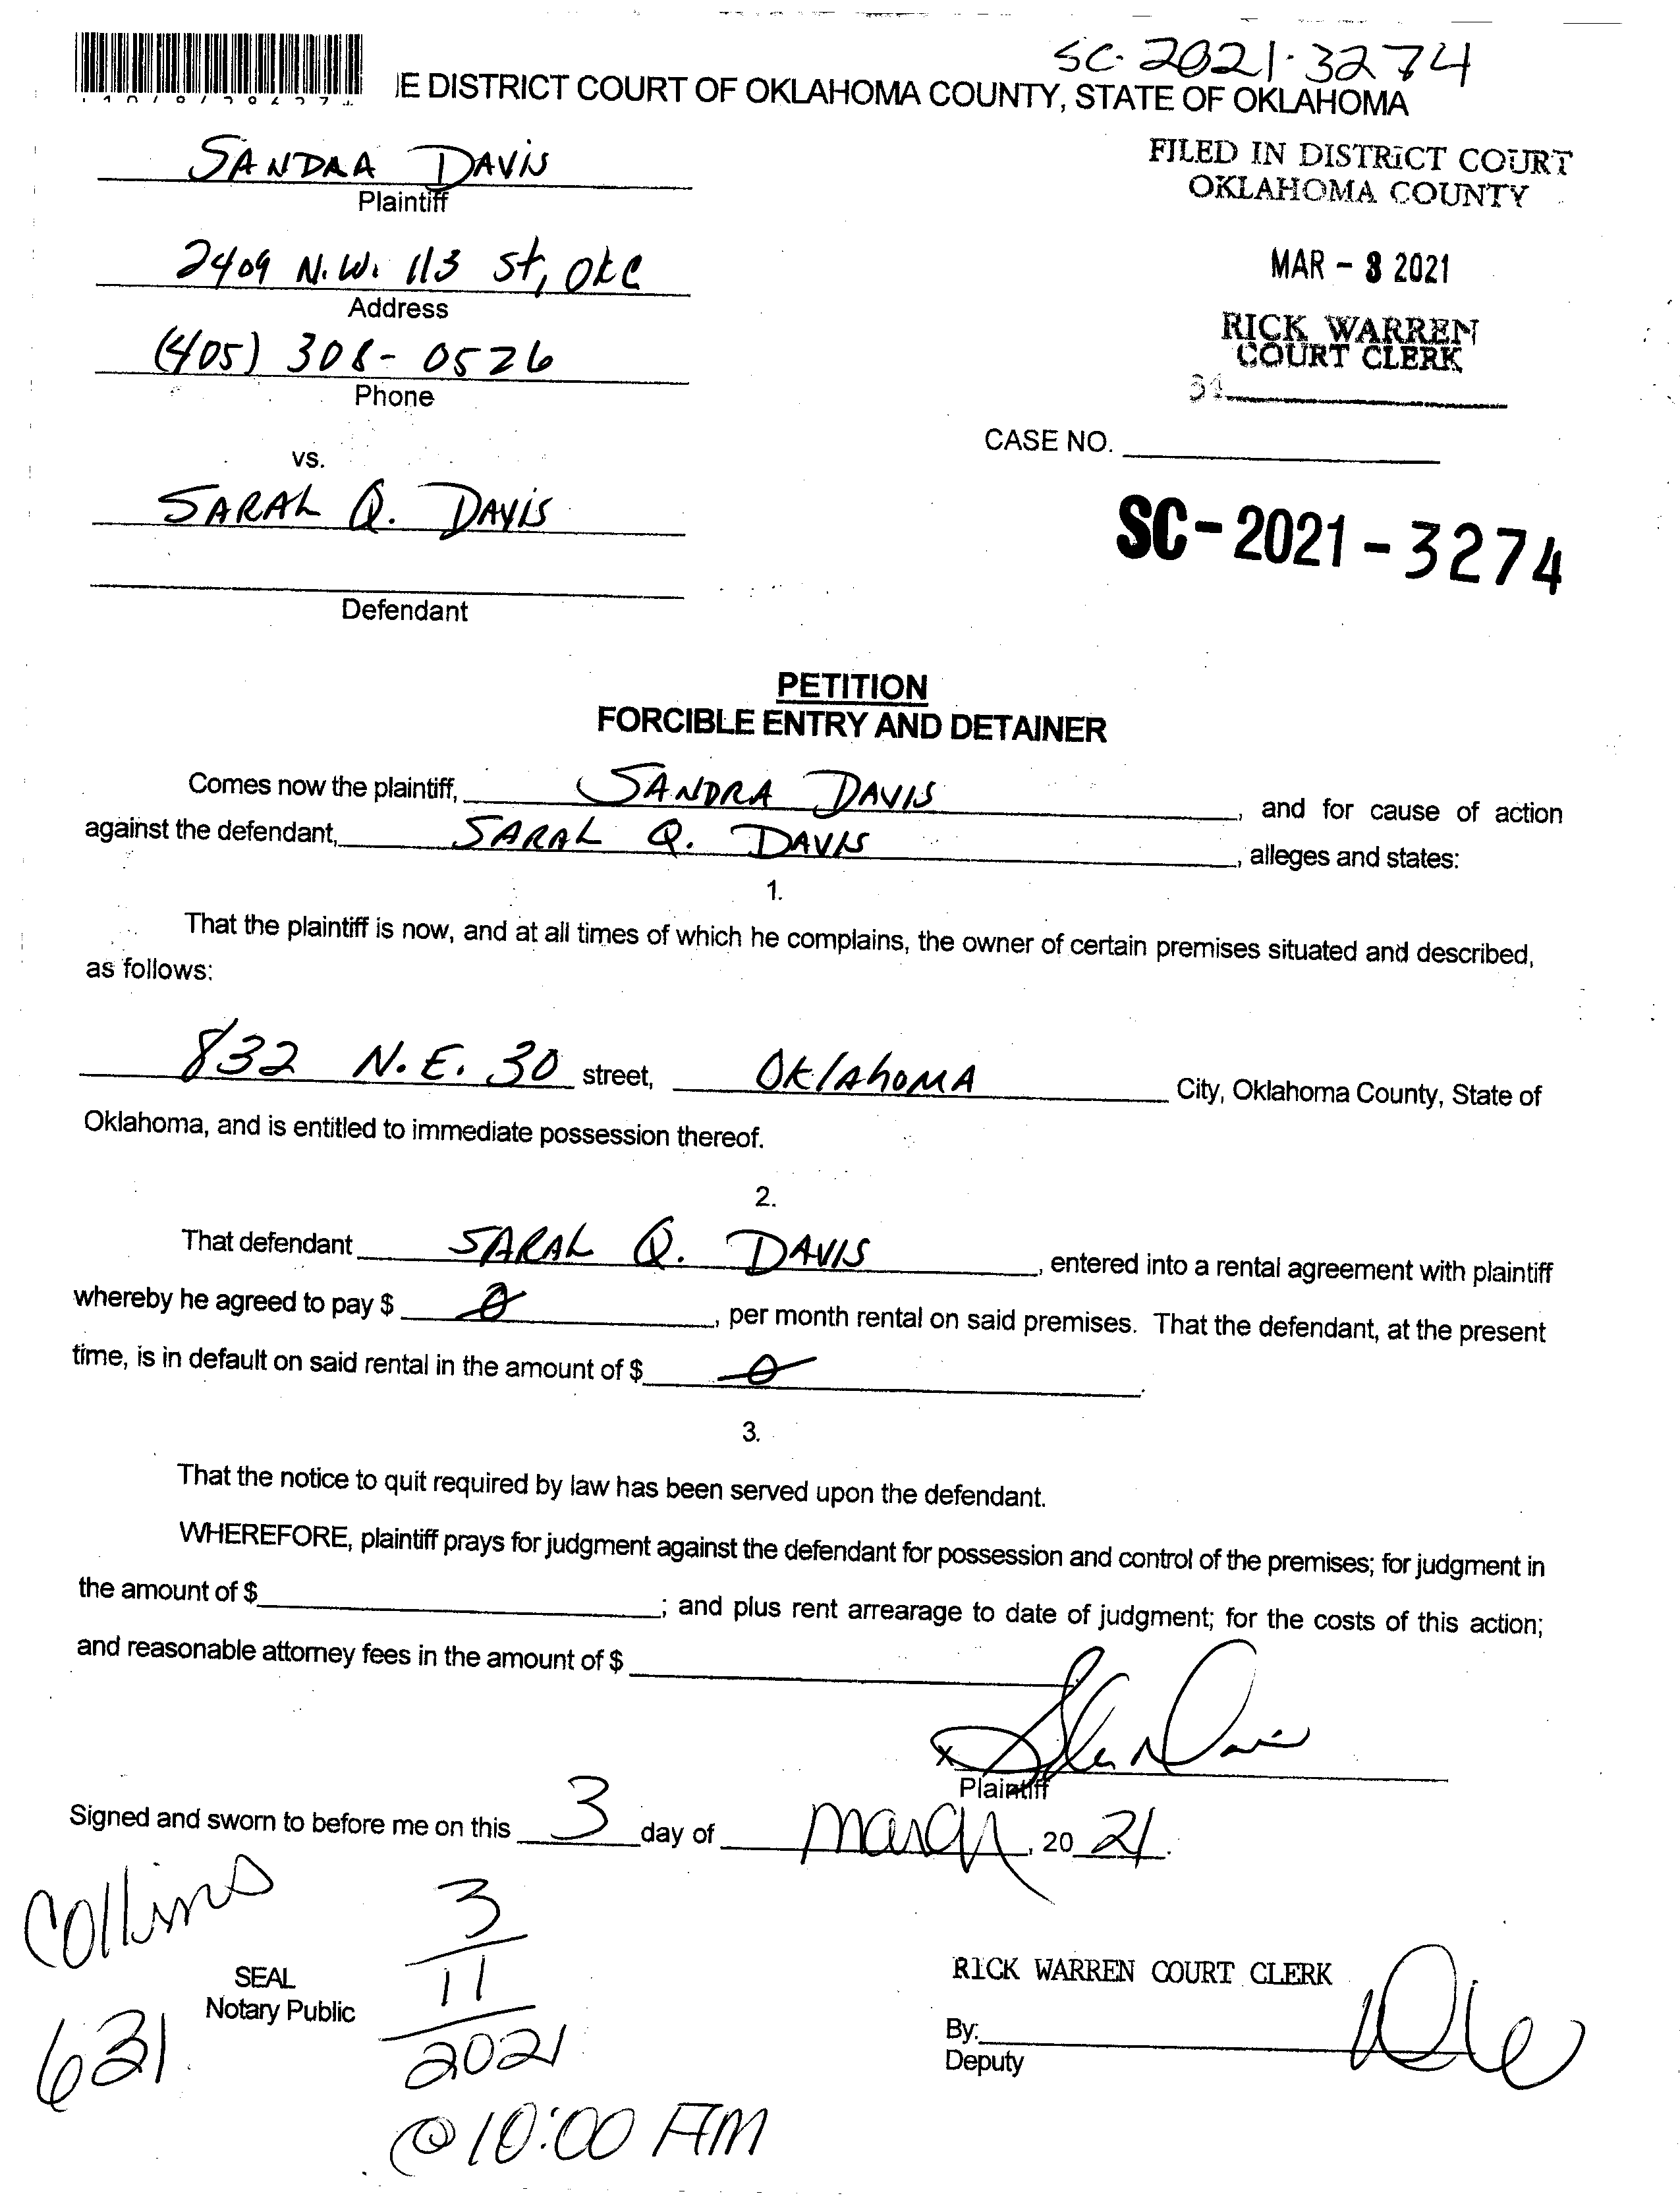 SC-2021-3274
IE DISTRICT COURT OF OKLAHOMA COUNTY, STATE OF OKLAHOMA
SANDRA DAVIS
Plaintiff
FILED IN DISTRICT COURT
OKLAHOMA COUNTY
2409 N.W. 113 St, OKC
Address
MAR - 3 2021
(405) 308-0526
Phone
RICK WARREN
COURT CLERK
34
CASE NO.
vs.
SARAL Q. DAVIS
SC-2021-3274
Defendant
PETITION
FORCIBLE ENTRY AND DETAINER
Comes now the plaintiff, SANDRA DAVIS, and for cause of action
against the defendant, SARAL Q. DAVIS, alleges and states:
1.
That the plaintiff is now, and at all times of which he complains, the owner of certain premises situated and described,
as follows:
832 N.E. 30 street, OKlAhOMA City, Oklahoma County, State of
Oklahoma, and is entitled to immediate possession thereof.
2.
That defendant SARAL Q. DAVIS, entered into a rental agreement with plaintiff
whereby he agreed to pay $ 0, per month rental on said premises. That the defendant, at the present
time, is in default on said rental in the amount of $ 0.
3.
That the notice to quit required by law has been served upon the defendant.
WHEREFORE, plaintiff prays for judgment against the defendant for possession and control of the premises; for judgment in
the amount of $; and plus rent arrearage to date of judgment; for the costs of this action;
and reasonable attorney fees in the amount of $
x
Plaintiff
Signed and sworn to before me on this 3 day of March, 20 21.
Collins
3
11
2021
@ 10:00 AM
SEAL
Notary Public
631
RICK WARREN COURT CLERK
By:
Deputy